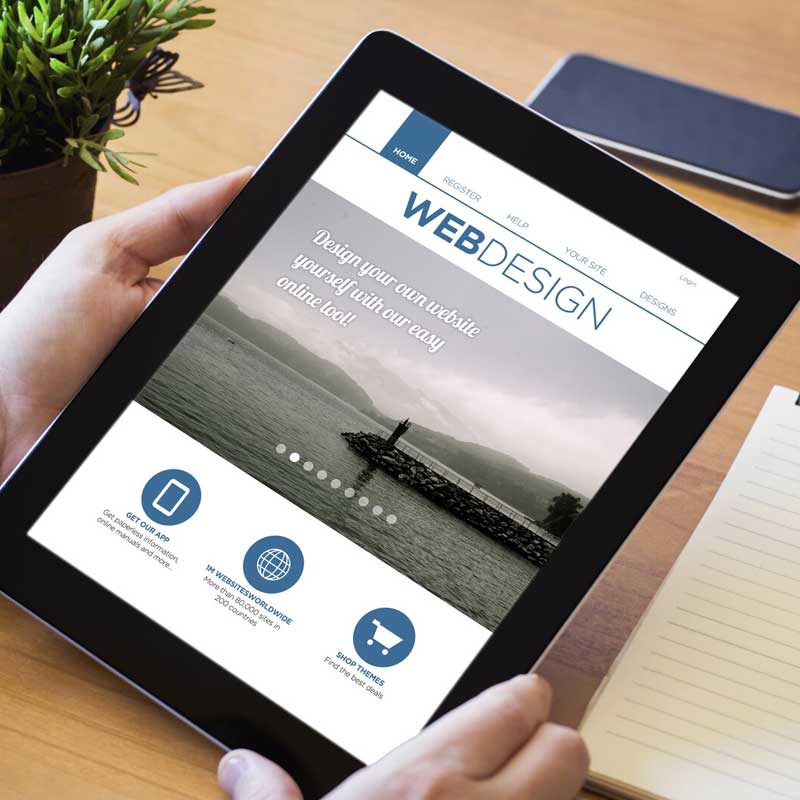 HOME
REGISTER
HELP
YOUR SITE
DESIGNS
Login
WEBDESIGN
Design your own website
yourself with our easy
online tool!
GET OUR APP
Get paperless information,
online manuals and more...
1M WEBSITESWORLDWIDE
More than 80.000 sites in
200 countries
SHOP THEMES
Find the best deals